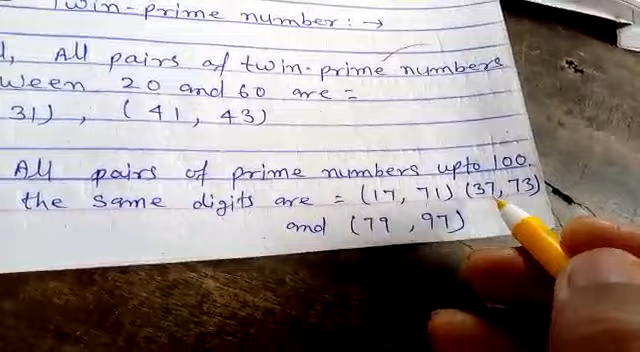 Twin-prime number: →
All pairs of twin-prime numbers
ween 20 and 60 are =
31), (41, 43)
All pairs of prime numbers upto 100.
the same digits are = (17, 71) (37, 73)
and (79, 97)